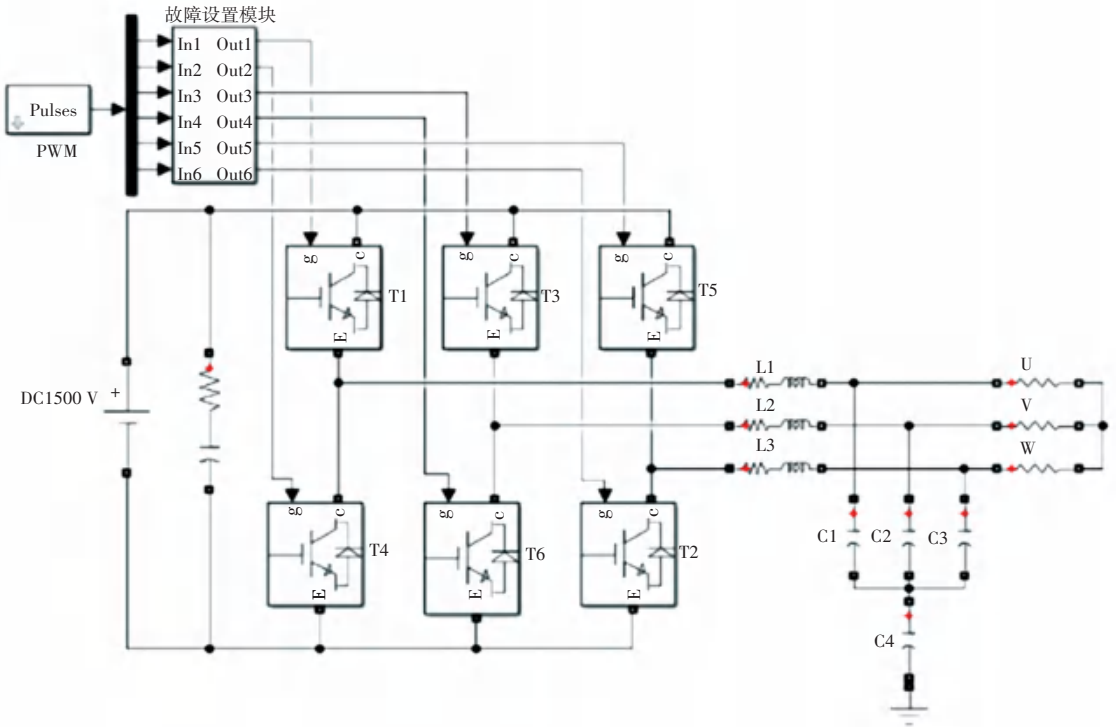 故障设置模块
In1 Out1
In2 Out2
In3 Out3
In4 Out4
In5 Out5
In6 Out6
Pulses
PWM
g c
g c
g c
T1
T3
T5
E
E
E
DC1500 V
+
L1
L2
L3
U
V
W
g c
g c
g c
T4
T6
T2
E
E
E
C1
C2
C3
C4